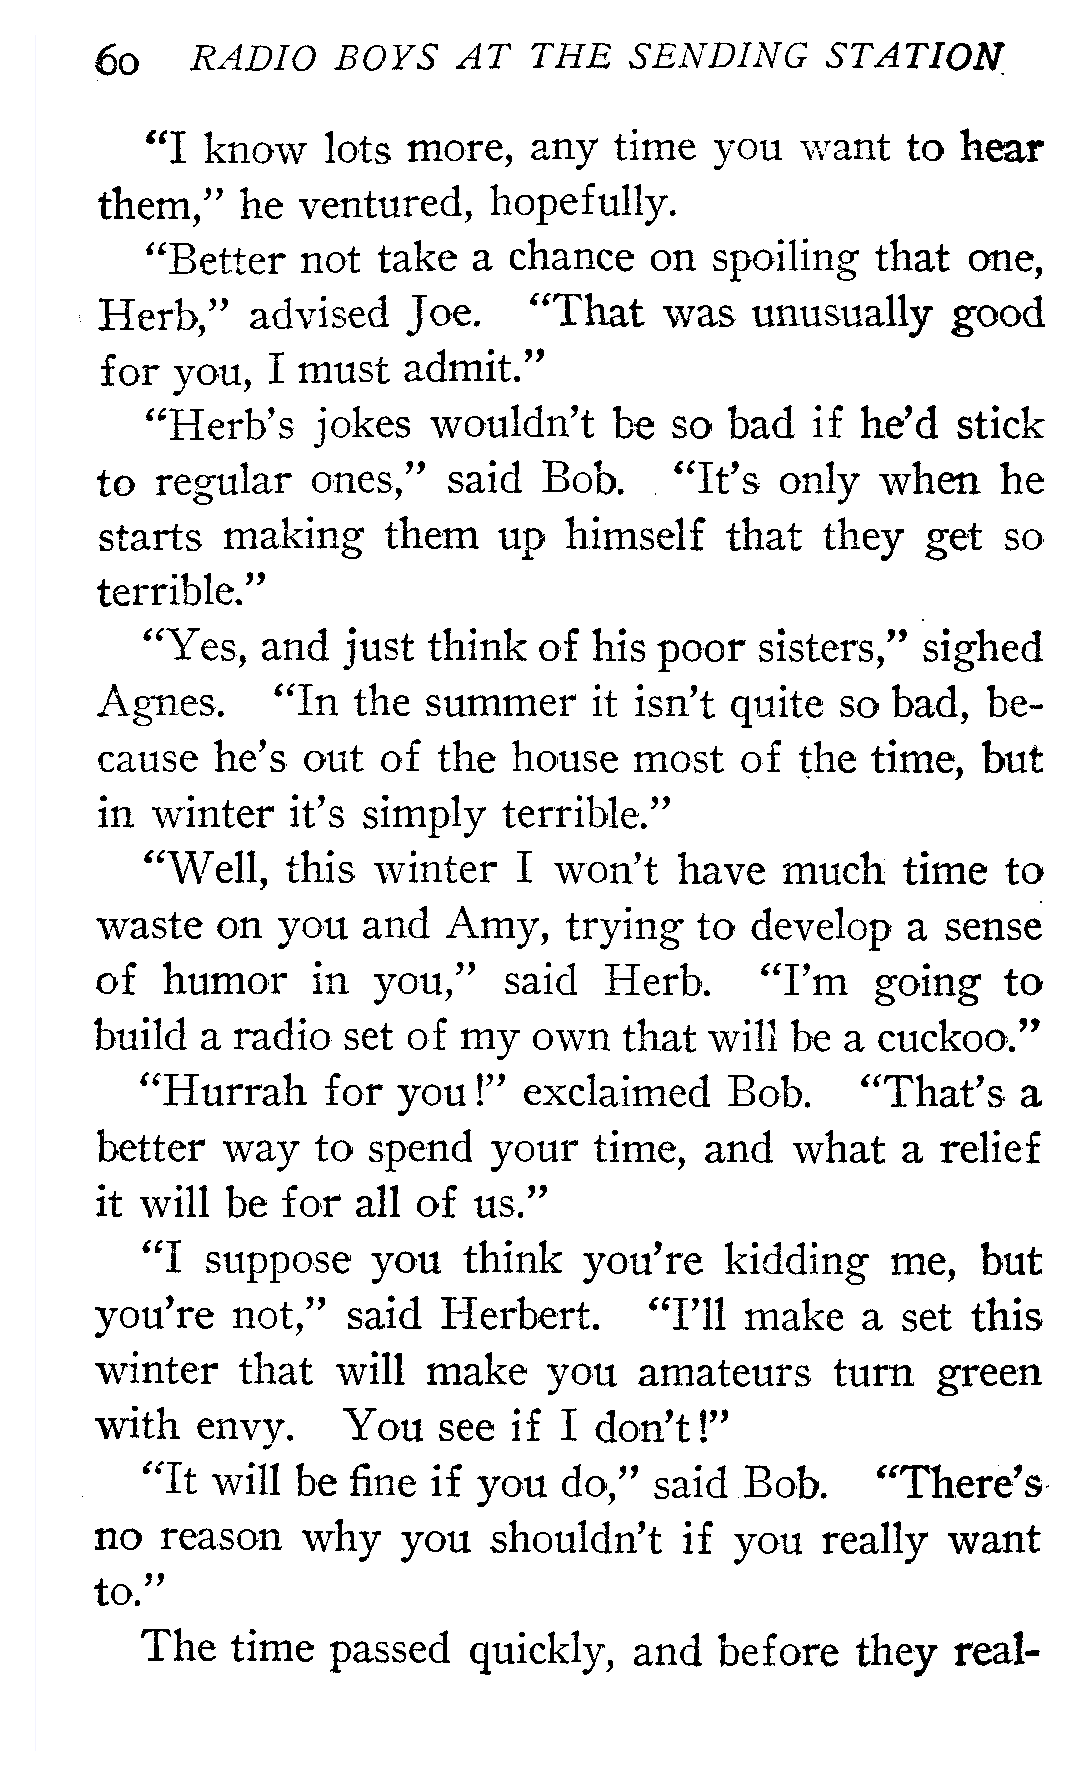 60 RADIO BOYS AT THE SENDING STATION
“I know lots more, any time you want to hear
them,” he ventured, hopefully.
“Better not take a chance on spoiling that one,
Herb,” advised Joe. “That was unusually good
for you, I must admit.”
“Herb’s jokes wouldn’t be so bad if he’d stick
to regular ones,” said Bob. “It’s only when he
starts making them up himself that they get so
terrible.”
“Yes, and just think of his poor sisters,” sighed
Agnes. “In the summer it isn’t quite so bad, be-
cause he’s out of the house most of the time, but
in winter it’s simply terrible.”
“Well, this winter I won’t have much time to
waste on you and Amy, trying to develop a sense
of humor in you,” said Herb. “I’m going to
build a radio set of my own that will be a cuckoo.”
“Hurrah for you!” exclaimed Bob. “That’s a
better way to spend your time, and what a relief
it will be for all of us.”
“I suppose you think you’re kidding me, but
you’re not,” said Herbert. “I’ll make a set this
winter that will make you amateurs turn green
with envy. You see if I don’t!”
“It will be fine if you do,” said Bob. “There’s
no reason why you shouldn’t if you really want
to.”
The time passed quickly, and before they real-